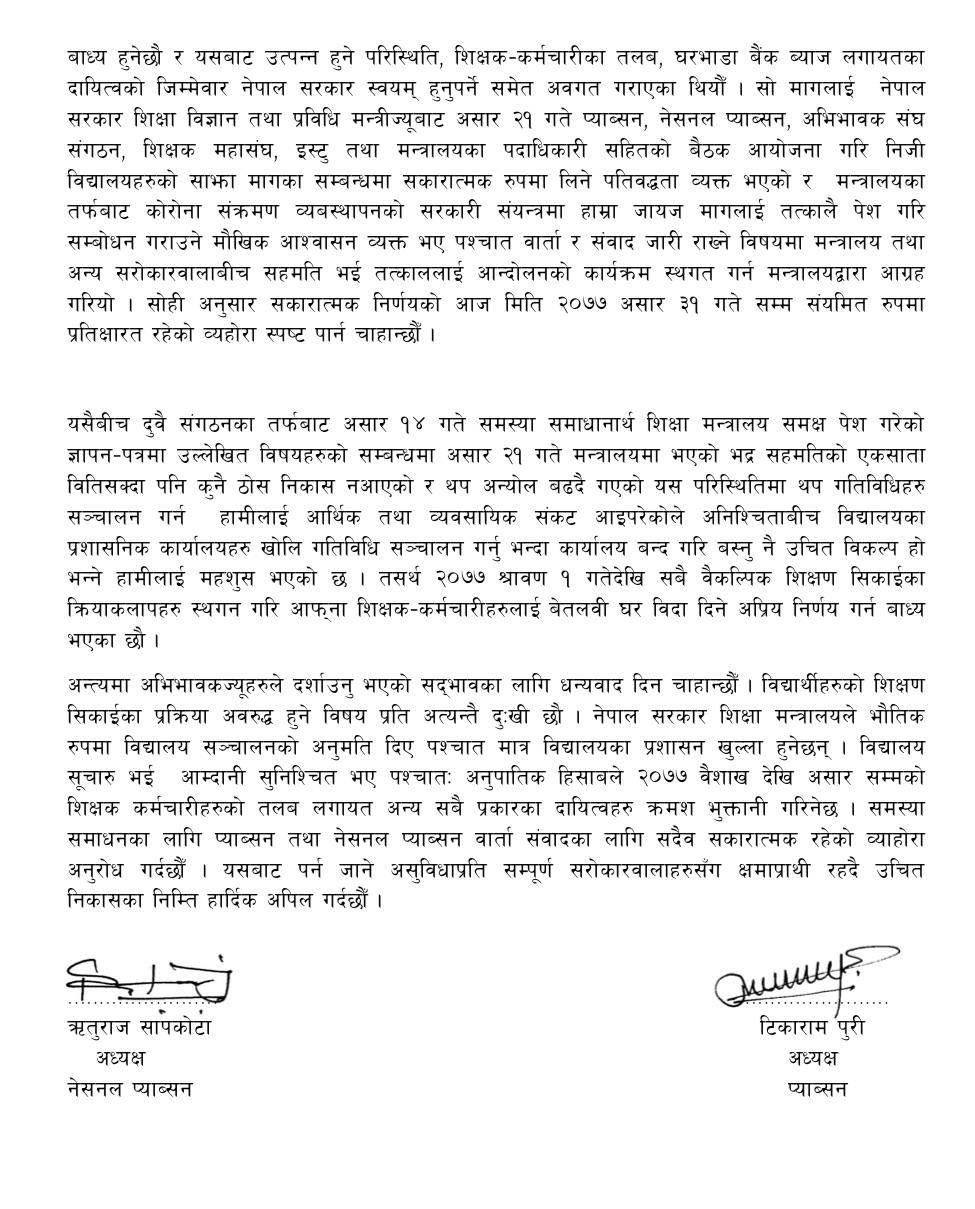 बाध्य हुनेछौ र यसबाट उत्पन्न हुने परिस्थिति, शिक्षक-कर्मचारीका तलब, घरभाडा बैंक ब्याज लगायतका
दायित्वको जिम्मेवार नेपाल सरकार स्वयम् हुनुपर्ने समेत अवगत गराएका थियौँ । सो मागलाई नेपाल
सरकार शिक्षा विज्ञान तथा प्रविधि मन्त्रीज्यूबाट असार २१ गते प्याब्सन, नेसनल प्याब्सन, अभिभावक संघ
संगठन, शिक्षक महासंघ, इस्टु तथा मन्त्रालयका पदाधिकारी सहितको बैठक आयोजना गरि निजी
विद्यालयहरुको साझा मागका सम्बन्धमा सकारात्मक रुपमा लिने पतिवद्धता व्यक्त भएको र मन्त्रालयका
तर्फबाट कोरोना संक्रमण व्यबस्थापनको सरकारी संयन्त्रमा हाम्रा जायज मागलाई तत्कालै पेश गरि
सम्बोधन गराउने मौखिक आश्वासन व्यक्त भए पश्चात वार्ता र संवाद जारी राख्ने विषयमा मन्त्रालय तथा
अन्य सरोकारवालाबीच सहमति भई तत्काललाई आन्दोलनको कार्यक्रम स्थगत गर्न मन्त्रालयद्वारा आग्रह
गरियो । सोही अनुसार सकारात्मक निर्णयको आज मिति २०७७ असार ३१ गते सम्म संयमित रुपमा
प्रतिक्षारत रहेको व्यहोरा स्पष्ट पार्न चाहान्छौँ ।
यसैबीच दुवै संगठनका तर्फबाट असार १४ गते समस्या समाधानार्थ शिक्षा मन्त्रालय समक्ष पेश गरेको
ज्ञापन-पत्रमा उल्लेखित विषयहरुको सम्बन्धमा असार २१ गते मन्त्रालयमा भएको भद्र सहमतिको एकसाता
वितिसक्दा पनि कुनै ठोस निकास नआएको र थप अन्योल बढदै गएको यस परिस्थितिमा थप गतिविधिहरु
सञ्चालन गर्न हामीलाई आर्थिक तथा व्यवसायिक संकट आइपरेकोले अनिश्चिताबीच विद्यालयका
प्रशासनिक कार्यालयहरु खोलि गतिविधि सञ्चालन गर्नु भन्दा कार्यालय बन्द गरि बस्नु नै उचित विकल्प हो
भन्ने हामीलाई महशुस भएको छ । तसर्थ २०७७ श्रावण १ गतेदेखि सबै वैकल्पिक शिक्षण सिकाईका
क्रियाकलापहरु स्थगन गरि आफ्ना शिक्षक-कर्मचारीहरुलाई बेतलवी घर विदा दिने अप्रिय निर्णय गर्न बाध्य
भएका छौ ।
अन्त्यमा अभिभावकज्यूहरुले दर्शाउनु भएको सद्भावका लागि धन्यवाद दिन चाहान्छौँ । विद्यार्थीहरुको शिक्षण
सिकाईका प्रक्रिया अवरुद्ध हुने विषय प्रति अत्यन्तै दुःखी छौ । नेपाल सरकार शिक्षा मन्त्रालयले भौतिक
रुपमा विद्यालय सञ्चालनको अनुमति दिए पश्चात मात्र विद्यालयका प्रशासन खुल्ला हुनेछन् । विद्यालय
सूचारु भई आम्दानी सुनिश्चित भए पश्चातः अनुपातिक हिसाबले २०७७ वैशाख देखि असार सम्मको
शिक्षक कर्मचारीहरुको तलब लगायत अन्य सबै प्रकारका दायित्वहरु क्रमश भुक्तानी गरिनेछ । समस्या
समाधनका लागि प्याब्सन तथा नेसनल प्याब्सन वार्ता संवादका लागि सदैव सकारात्मक रहेको व्याहोरा
अनुरोध गर्दछौँ । यसबाट पर्न जाने असुविधाप्रति सम्पूर्ण सरोकारवालाहरुसँग क्षमाप्राथी रहदै उचित
निकासका निम्ति हार्दिक अपिल गर्दछौँ ।
ऋतुराज सापकोटा
टिकाराम पुरी
अध्यक्ष
अध्यक्ष
नेसनल प्याब्सन
प्याब्सन